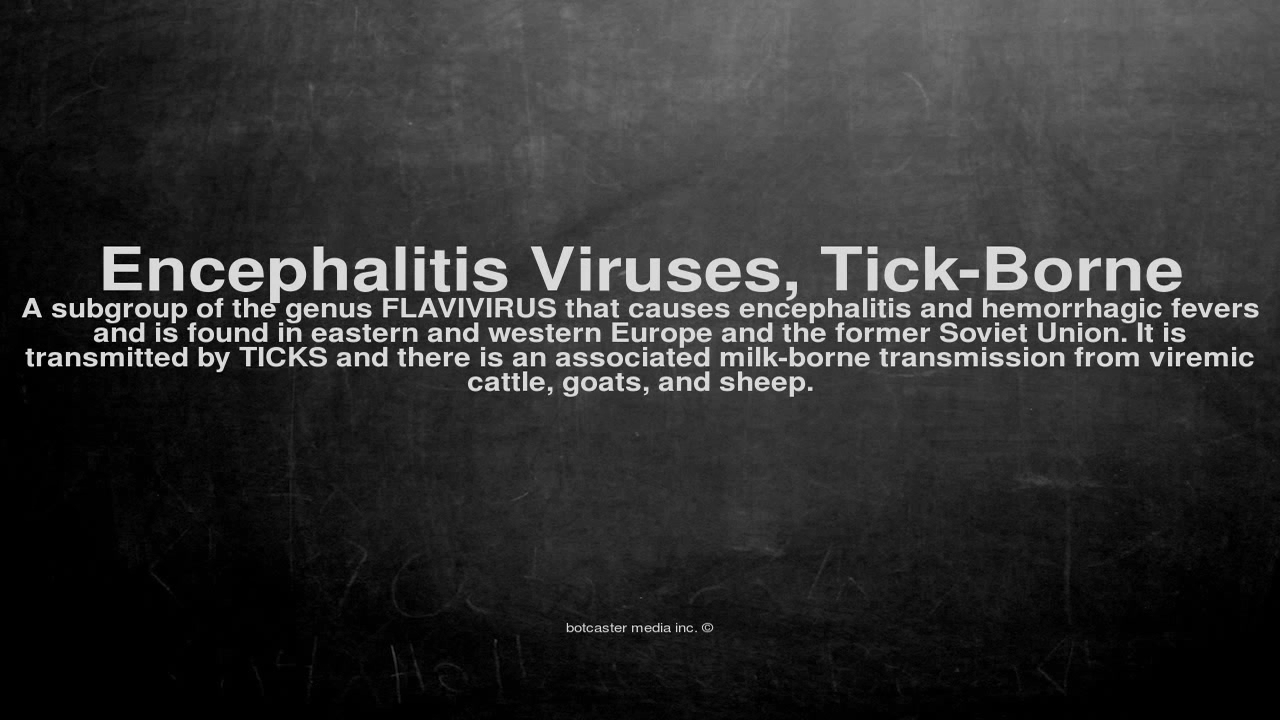 Encephalitis Viruses, Tick-Borne
A subgroup of the genus FLAVIVIRUS that causes encephalitis and hemorrhagic fevers
and is found in eastern and western Europe and the former Soviet Union. It is
transmitted by TICKS and there is an associated milk-borne transmission from viremic
cattle, goats, and sheep.
botcaster media inc. ©